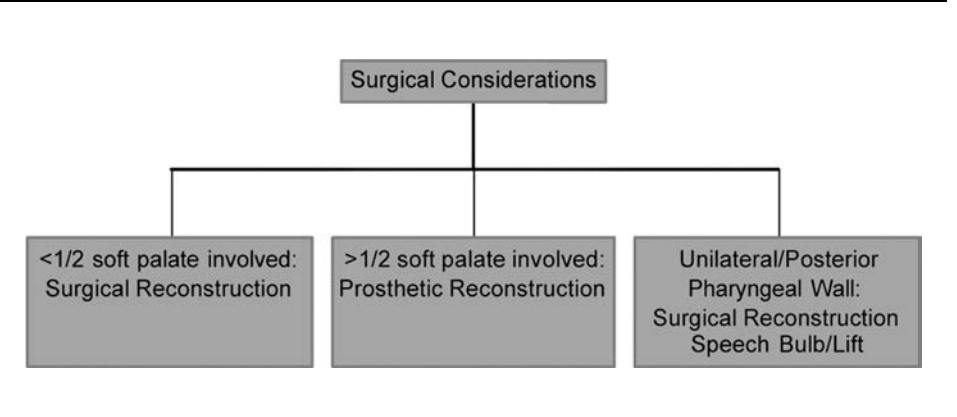 Surgical Considerations
<1/2 soft palate involved:
Surgical Reconstruction
>1/2 soft palate involved:
Prosthetic Reconstruction
Unilateral/Posterior
Pharyngeal Wall:
Surgical Reconstruction
Speech Bulb/Lift